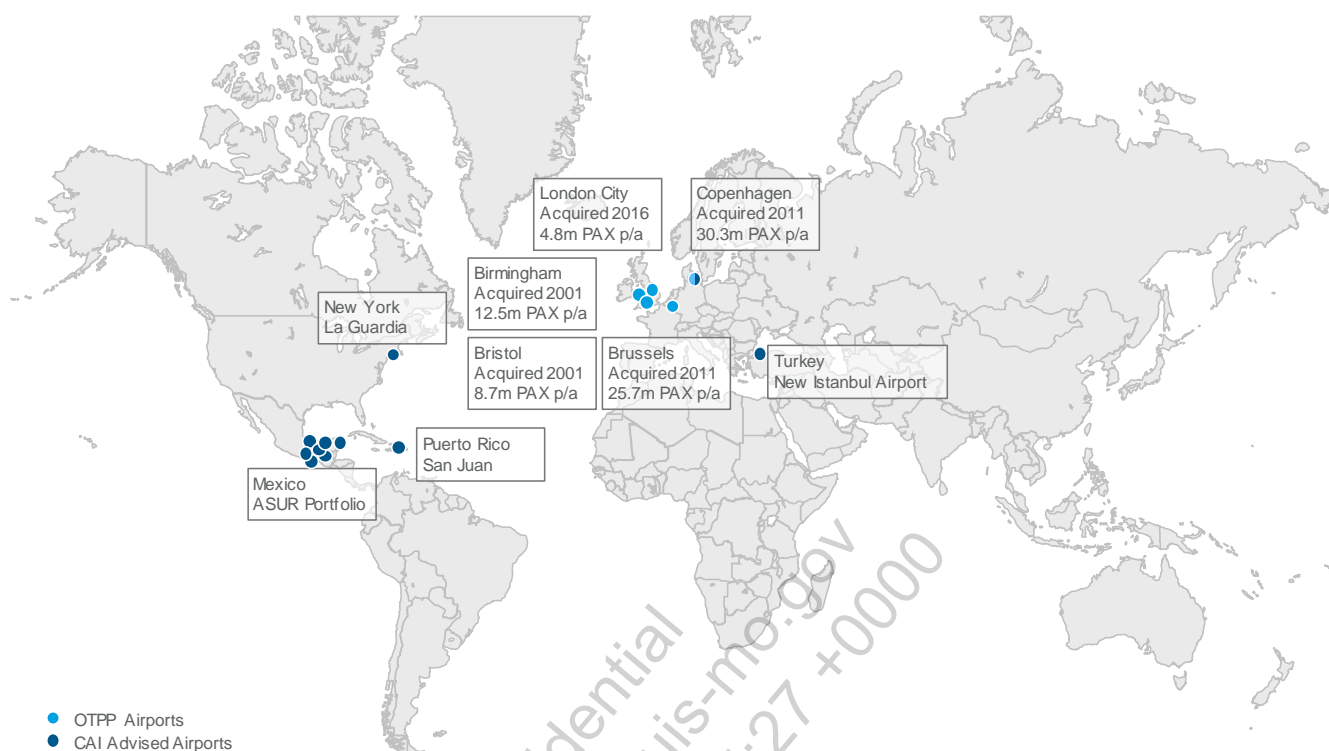 London City
Acquired 2016
4.8m PAX p/a
Copenhagen
Acquired 2011
30.3m PAX p/a
Birmingham
Acquired 2001
12.5m PAX p/a
New York
La Guardia
Bristol
Acquired 2001
8.7m PAX p/a
Brussels
Acquired 2011
25.7m PAX p/a
Turkey
New Istanbul Airport
Puerto Rico
San Juan
Mexico
ASUR Portfolio
OTPP Airports
CAI Advised Airports